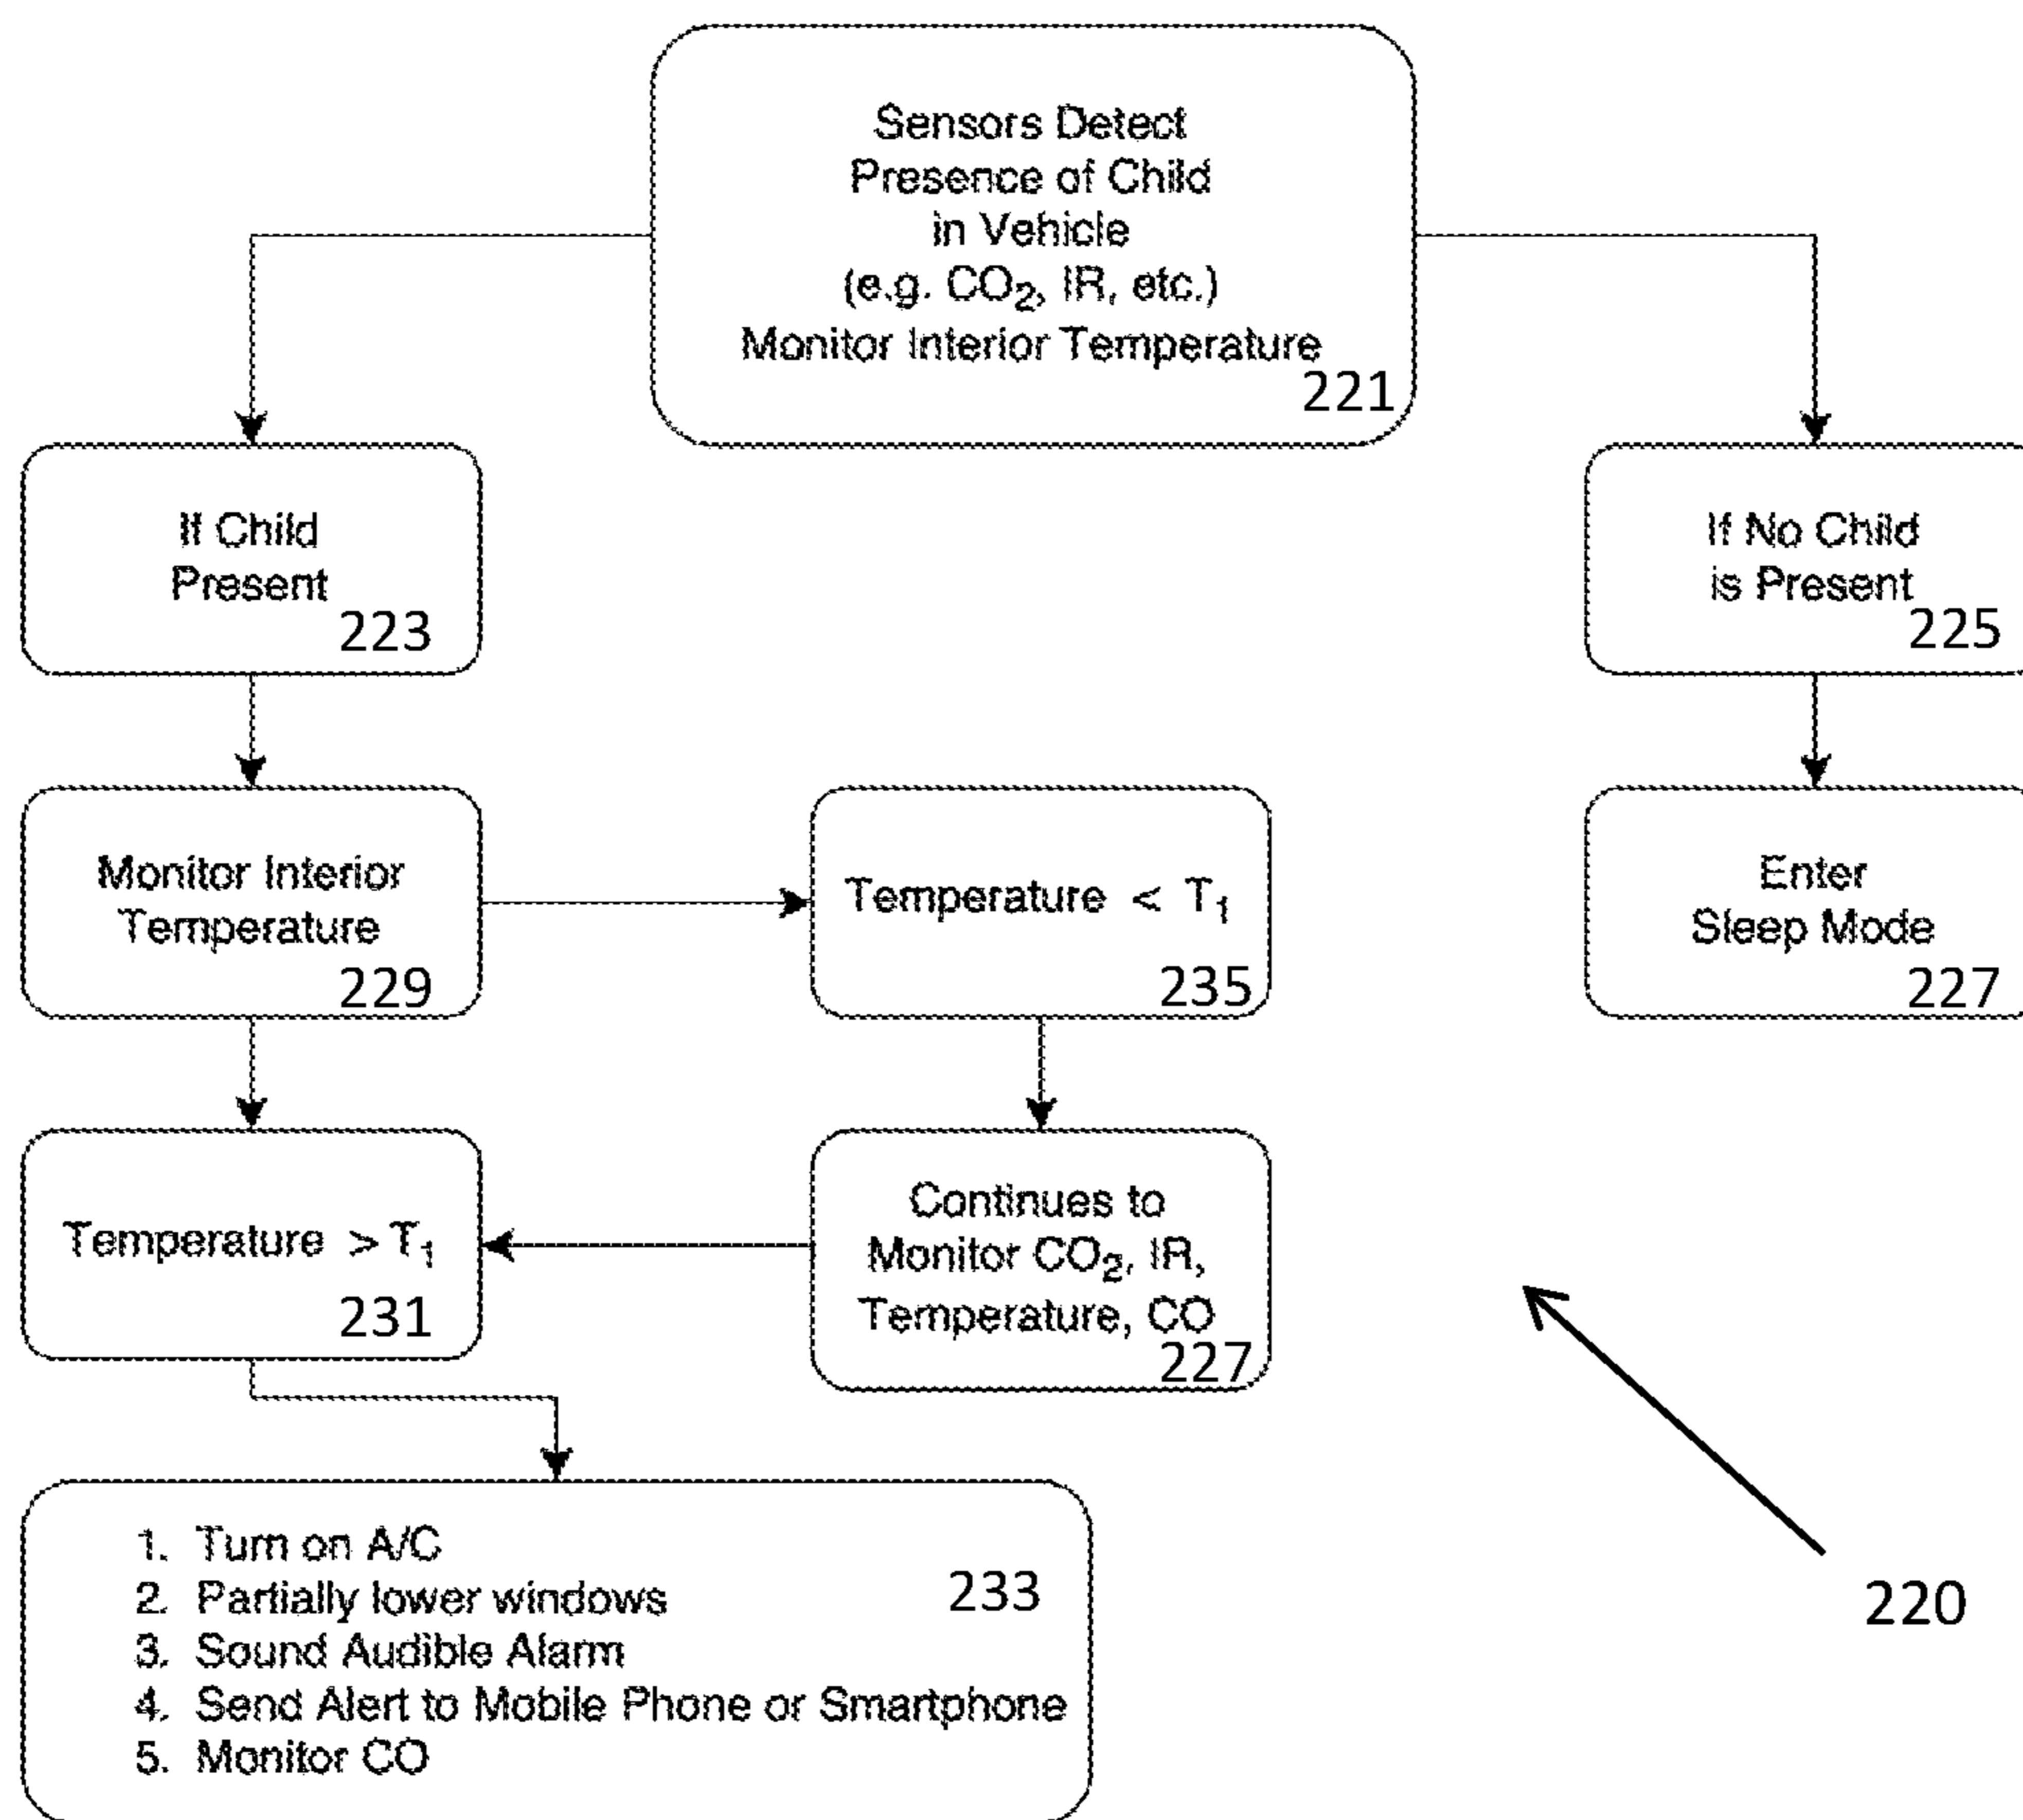 Sensors Detect
Presence of Child
in Vehicle
(e.g. CO₂, IR, etc.)
Monitor Interior Temperature
221
If Child
Present
223
If No Child
is Present
225
Monitor Interior
Temperature
229
Temperature < T₁
235
Enter
Sleep Mode
227
Temperature > T₁
231
Continues to
Monitor CO₂, IR,
Temperature, CO
227
1. Turn on A/C
2. Partially lower windows
3. Sound Audible Alarm
4. Send Alert to Mobile Phone or Smartphone
5. Monitor CO
233
220